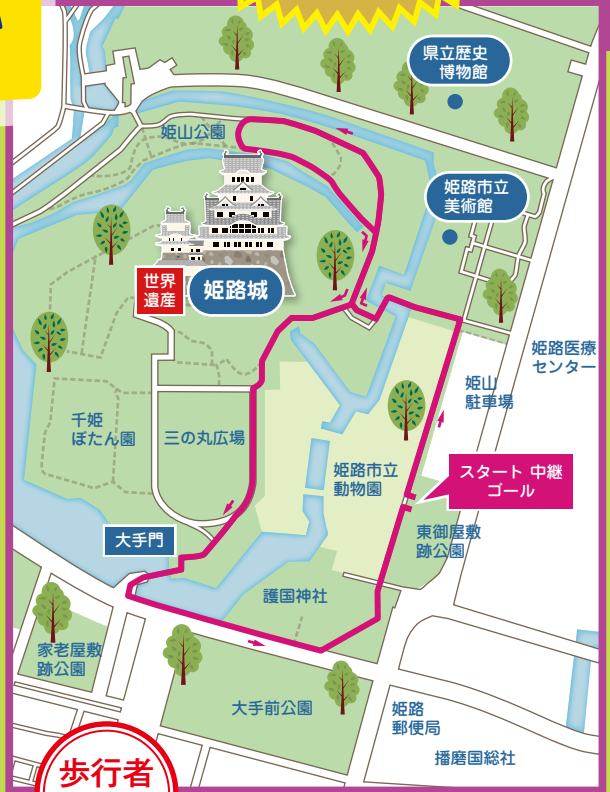 県立歴史
博物館
姫山公園
姫路市立
美術館
世界
遺産
姫路城
姫路医療
センター
姫山
駐車場
千姫
ぼたん園
三の丸広場
姫路市立
動物園
スタート 中継
ゴール
大手門
東御屋敷
跡公園
護国神社
家老屋敷
跡公園
大手前公園
姫路
郵便局
播磨国総社
歩行者